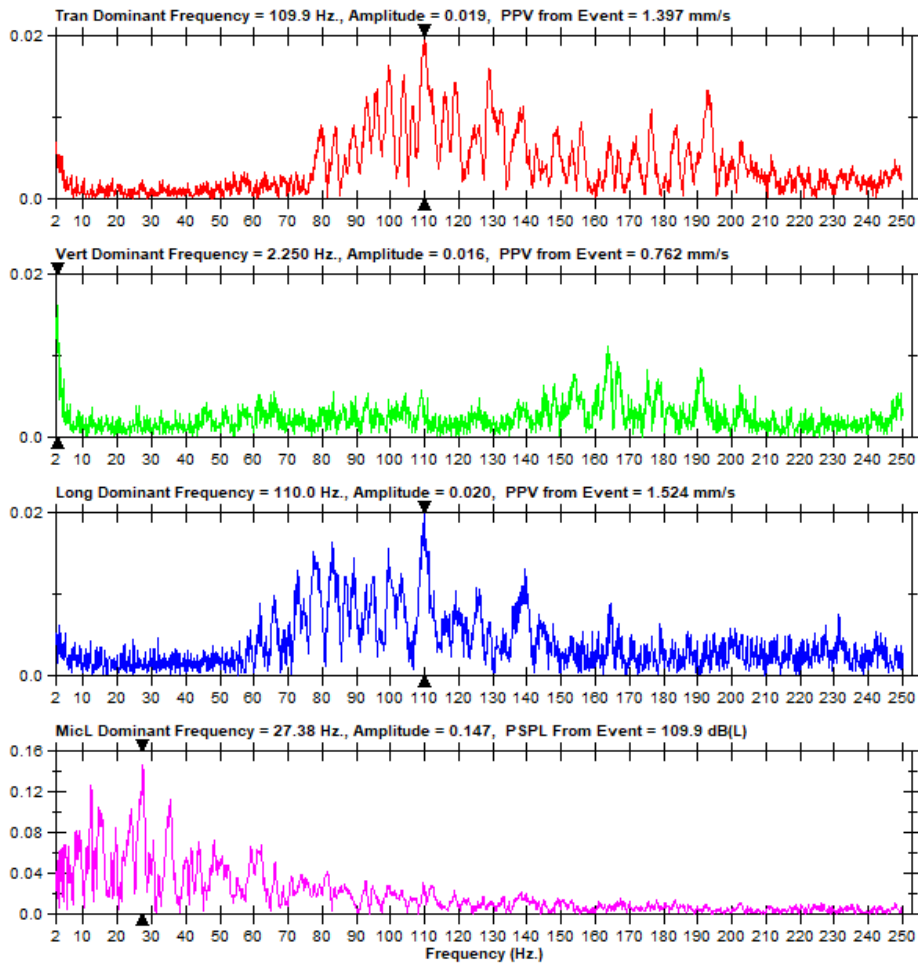 Tran Dominant Frequency = 109.9 Hz., Amplitude = 0.019, PPV from Event = 1.397 mm/s
0.02
0.0
2 10 20 30 40 50 60 70 80 90 100 110 120 130 140 150 160 170 180 190 200 210 220 230 240 250
Vert Dominant Frequency = 2.250 Hz., Amplitude = 0.016, PPV from Event = 0.762 mm/s
0.02
0.0
2 10 20 30 40 50 60 70 80 90 100 110 120 130 140 150 160 170 180 190 200 210 220 230 240 250
Long Dominant Frequency = 110.0 Hz., Amplitude = 0.020, PPV from Event = 1.524 mm/s
0.02
0.0
2 10 20 30 40 50 60 70 80 90 100 110 120 130 140 150 160 170 180 190 200 210 220 230 240 250
MicL Dominant Frequency = 27.38 Hz., Amplitude = 0.147, PSPL From Event = 109.9 dB(L)
0.16
0.12
0.08
0.04
0.0
2 10 20 30 40 50 60 70 80 90 100 110 120 130 140 150 160 170 180 190 200 210 220 230 240 250
Frequency (Hz.)